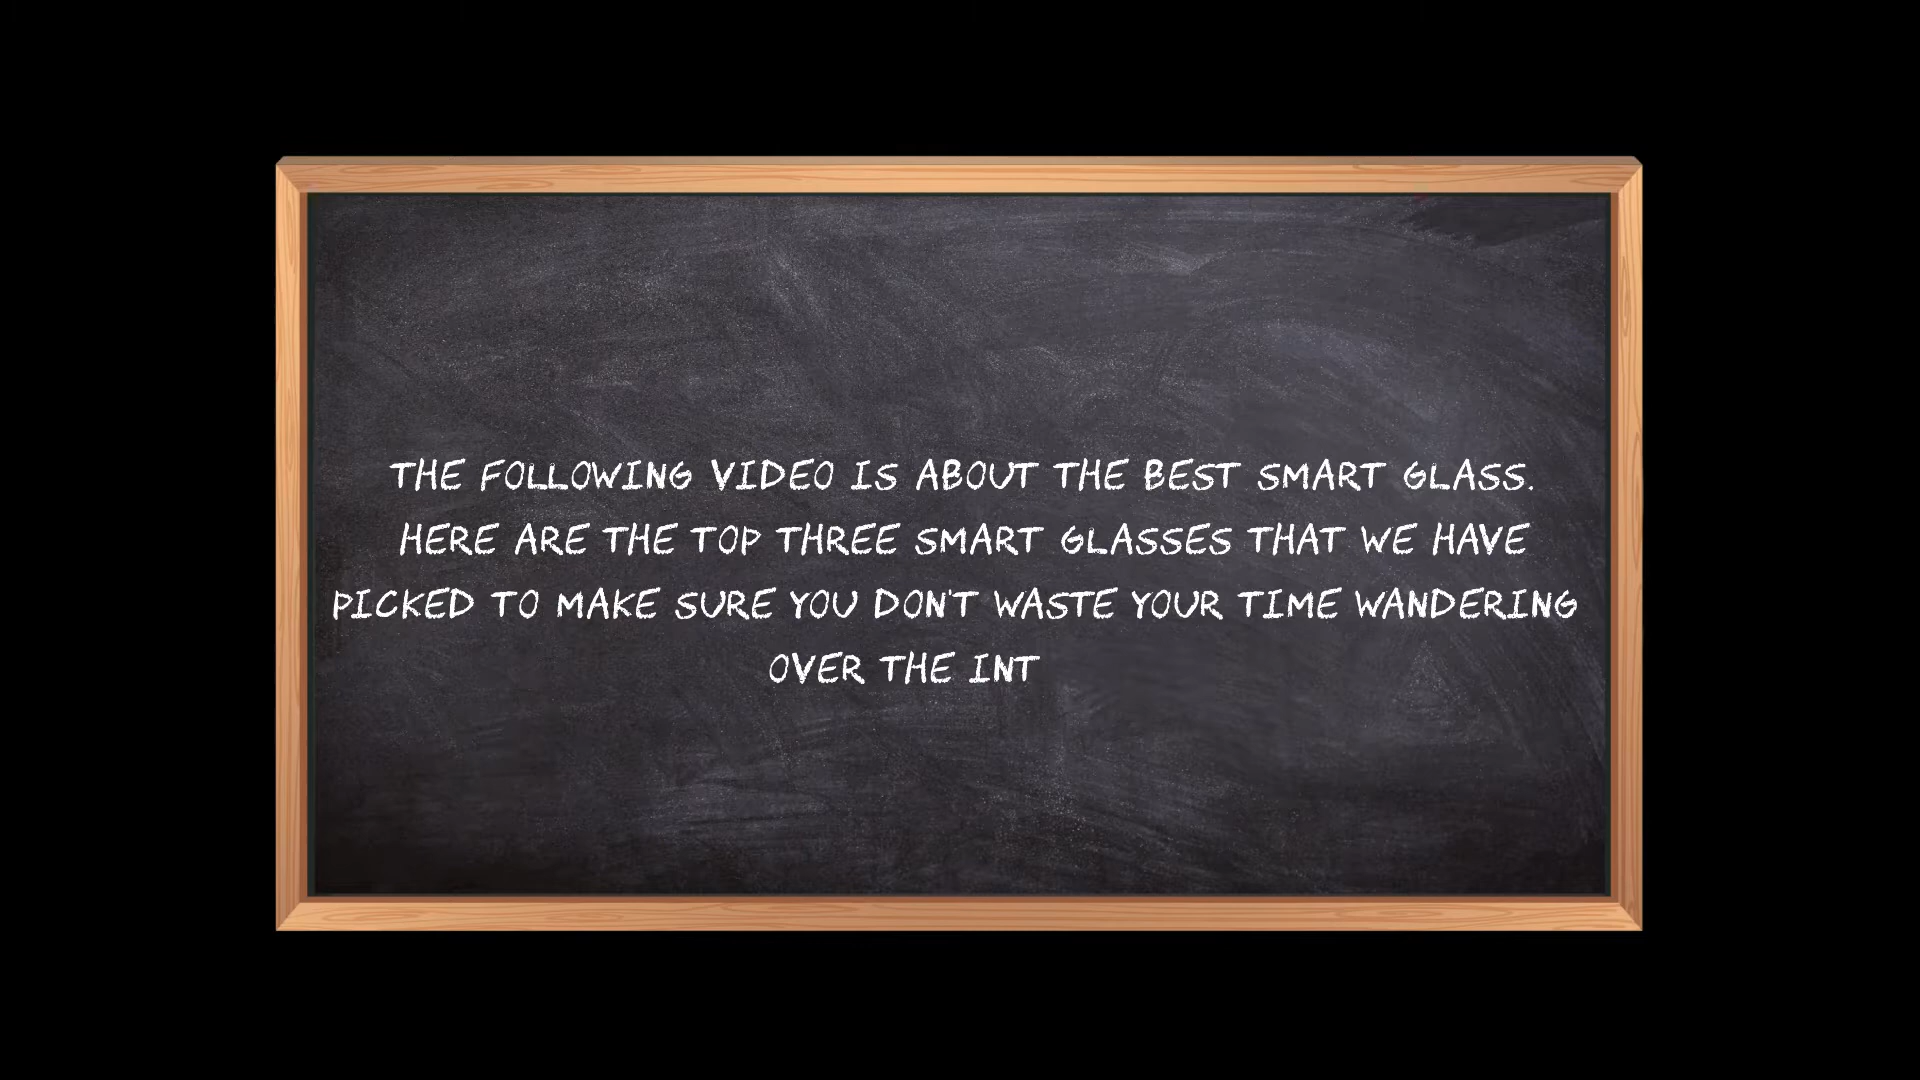 THE FOLLOWING VIDEO IS ABOUT THE BEST SMART GLASS.
HERE ARE THE TOP THREE SMART GLASSES THAT WE HAVE
PICKED TO MAKE SURE YOU DON'T WASTE YOUR TIME WANDERING
OVER THE INT